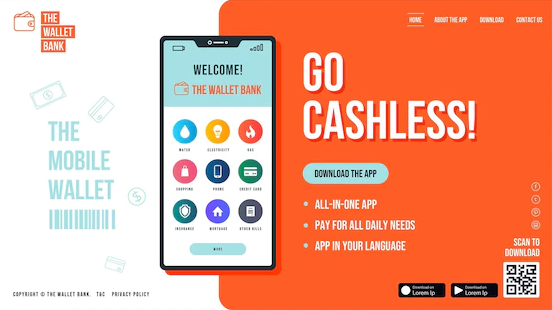 THE
WALLET
BANK
HOME ABOUT THE APP DOWNLOAD CONTACT US
THE
MOBILE
WALLET
WELCOME!
THE WALLET BANK
WATER ELECTRICITY GAS
SHOPPING PHONE CREDIT CARD
INSURANCE MORTGAGE OTHER BILLS
MORE
GO
CASHLESS!
DOWNLOAD THE APP
ALL-IN-ONE APP
PAY FOR ALL DAILY NEEDS
APP IN YOUR LANGUAGE
SCAN TO
DOWNLOAD
Download on
Lorem Ip
Download on
Lorem Ip
COPYRIGHT © THE WALLET BANK. T&C PRIVACY POLICY